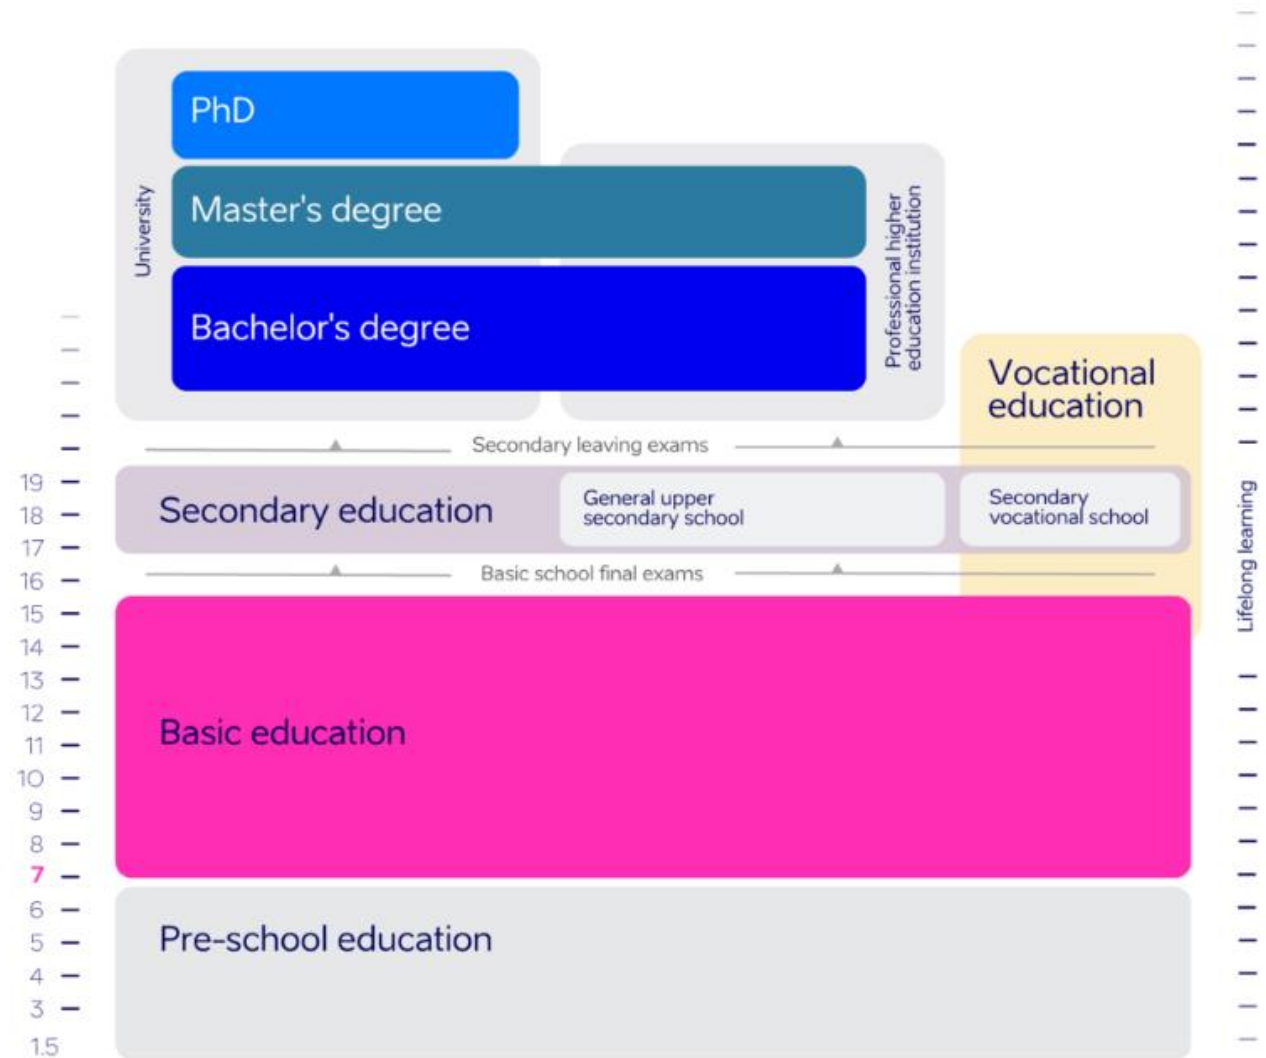 PhD
University
Master's degree
Professional higher
education institution
Bachelor's degree
Vocational
education
Secondary leaving exams
19
18
17
Secondary education
General upper
secondary school
Secondary
vocational school
Lifelong learning
16
Basic school final exams
15
14
13
12
11
10
9
8
7
Basic education
6
5
4
3
1.5
Pre-school education